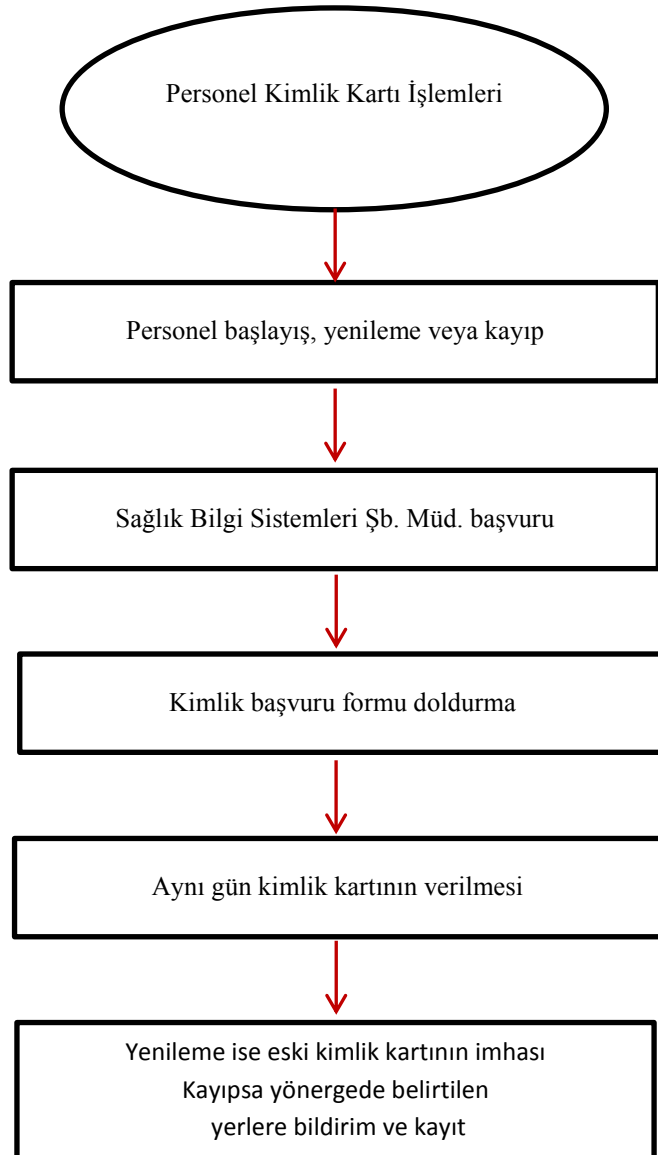 Personel Kimlik Kartı İşlemleri
Personel başlayış, yenileme veya kayıp
Sağlık Bilgi Sistemleri Şb. Müd. başvuru
Kimlik başvuru formu doldurma
Aynı gün kimlik kartının verilmesi
Yenileme ise eski kimlik kartının imhası
Kayıpsa yönergede belirtilen
yerlere bildirim ve kayıt